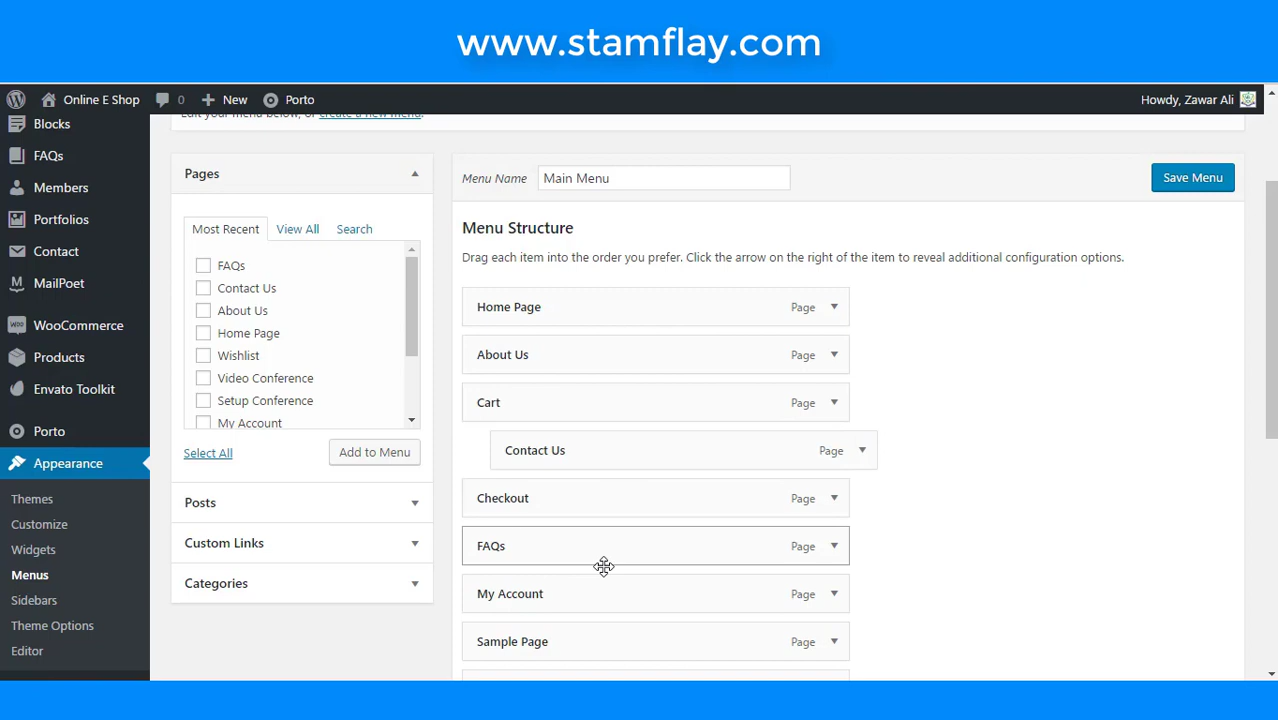 www.stamflay.com
Online E Shop
0
New
Porto
Howdy, Zawar Ali
Edit your menu below, or create a new menu.
Blocks
FAQs
Members
Portfolios
Contact
MailPoet
WooCommerce
Products
Envato Toolkit
Porto
Appearance
Themes
Customize
Widgets
Menus
Sidebars
Theme Options
Editor
Pages
Most Recent
View All
Search
FAQs
Contact Us
About Us
Home Page
Wishlist
Video Conference
Setup Conference
My Account
Select All
Add to Menu
Posts
Custom Links
Categories
Menu Name
Main Menu
Save Menu
Menu Structure
Drag each item into the order you prefer. Click the arrow on the right of the item to reveal additional configuration options.
Home Page Page
About Us Page
Cart Page
Contact Us Page
Checkout Page
FAQs Page
My Account Page
Sample Page Page